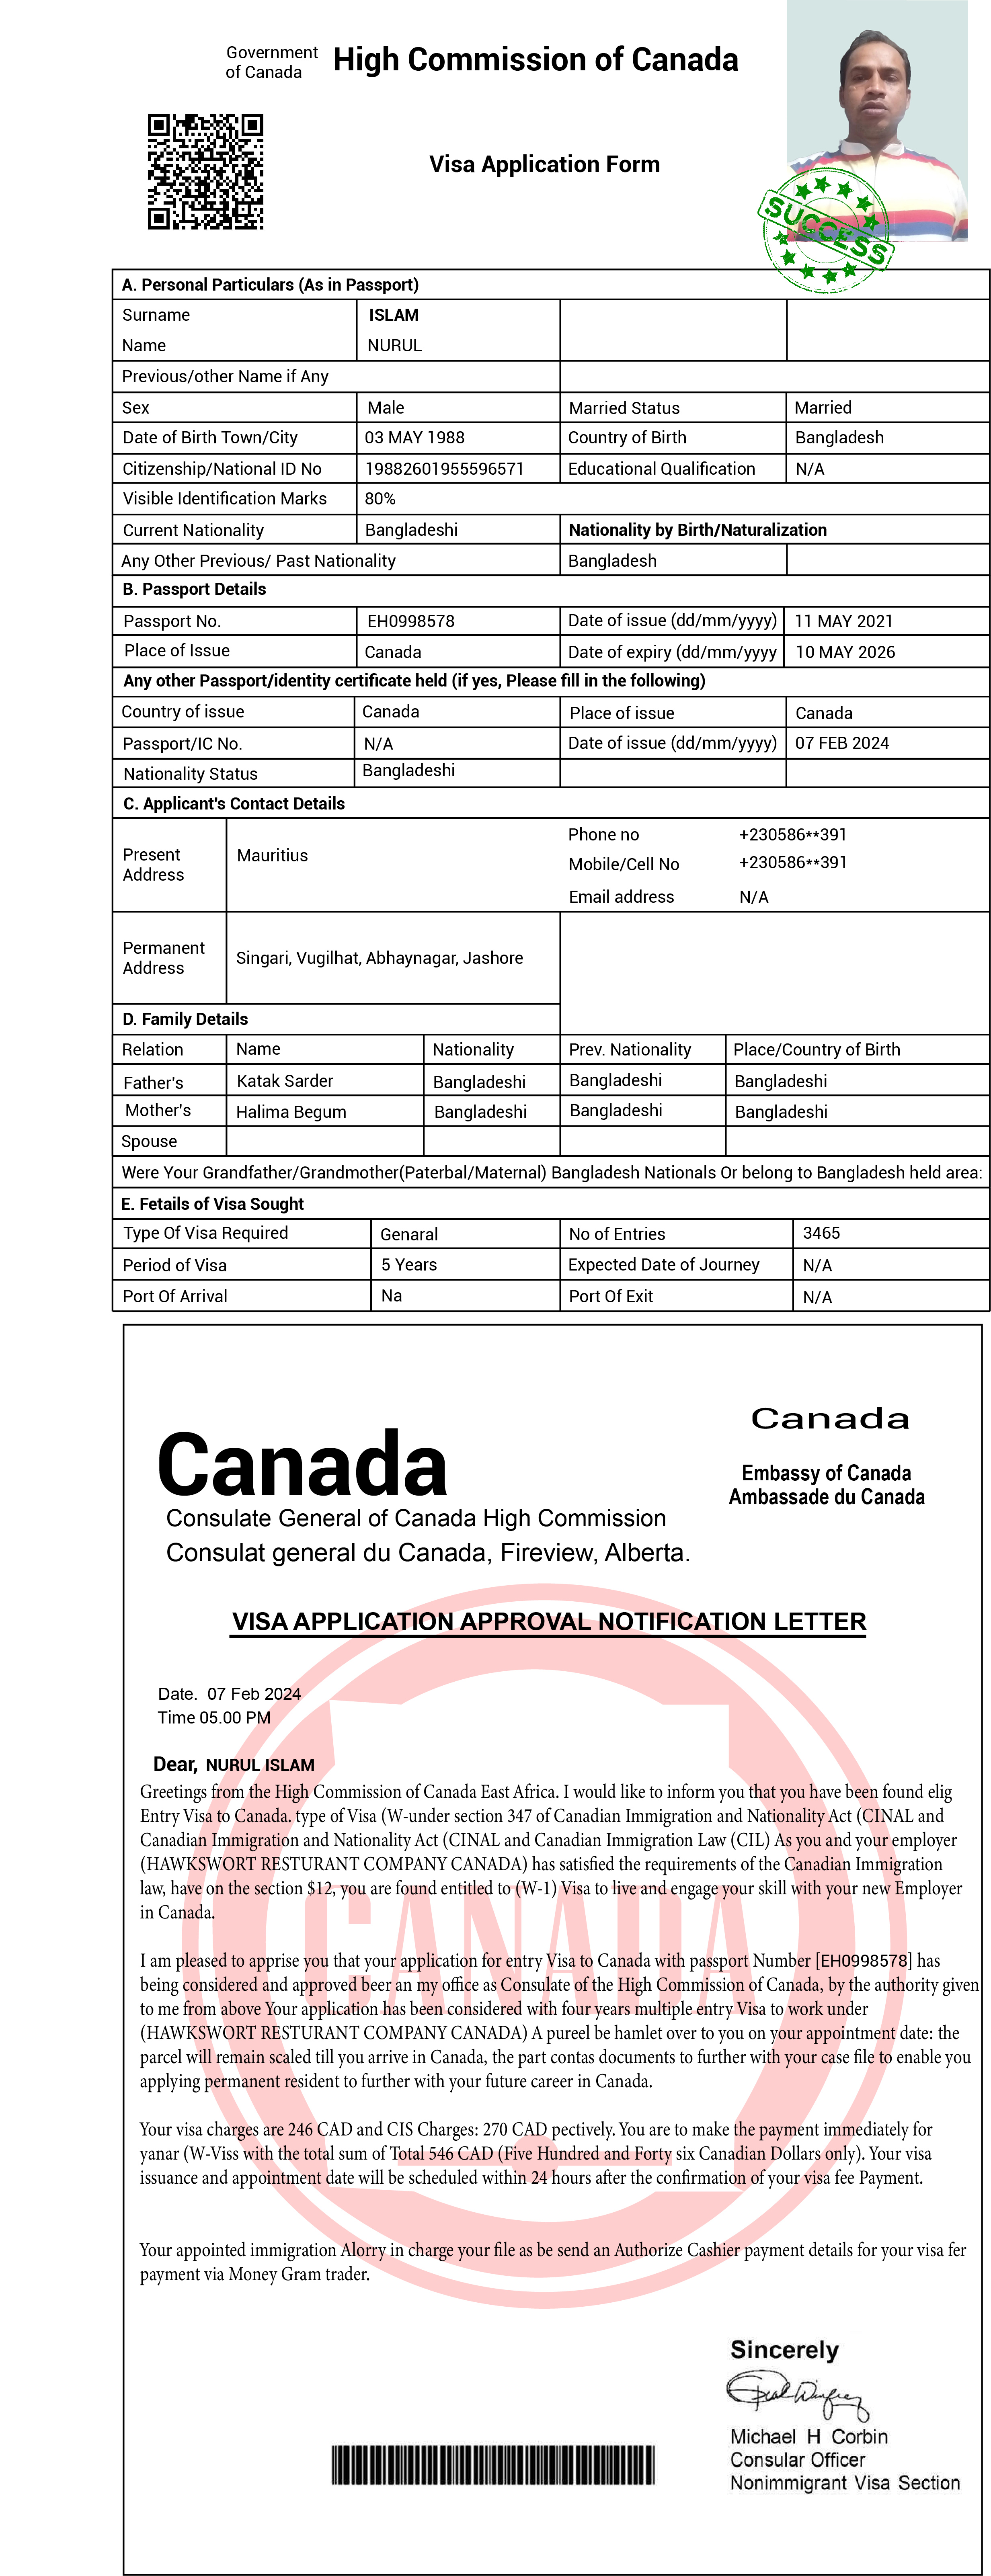 Government
of Canada
High Commission of Canada
Visa Application Form
SUCCESS
A. Personal Particulars (As in Passport)
Surname ISLAM
Name NURUL
Previous/other Name if Any
Sex Male Married Status Married
Date of Birth Town/City 03 MAY 1988 Country of Birth Bangladesh
Citizenship/National ID No 19882601955596571 Educational Qualification N/A
Visible Identification Marks 80%
Current Nationality Bangladeshi Nationality by Birth/Naturalization
Any Other Previous/ Past Nationality Bangladesh
B. Passport Details
Passport No. EH0998578 Date of issue (dd/mm/yyyy) 11 MAY 2021
Place of Issue Canada Date of expiry (dd/mm/yyyy 10 MAY 2026
Any other Passport/identity certificate held (if yes, Please fill in the following)
Country of issue Canada Place of issue Canada
Passport/IC No. N/A Date of issue (dd/mm/yyyy) 07 FEB 2024
Nationality Status Bangladeshi
C. Applicant's Contact Details
Present
Address
Mauritius
Phone no +230586**391
Mobile/Cell No +230586**391
Email address N/A
Permanent
Address
Singari, Vugilhat, Abhaynagar, Jashore
D. Family Details
Relation Name Nationality Prev. Nationality Place/Country of Birth
Father's Katak Sarder Bangladeshi Bangladeshi Bangladeshi
Mother's Halima Begum Bangladeshi Bangladeshi Bangladeshi
Spouse
Were Your Grandfather/Grandmother(Paterbal/Maternal) Bangladesh Nationals Or belong to Bangladesh held area:
E. Fetails of Visa Sought
Type Of Visa Required Genaral No of Entries 3465
Period of Visa 5 Years Expected Date of Journey N/A
Port Of Arrival Na Port Of Exit N/A
Canada
Embassy of Canada
Ambassade du Canada
Canada
Consulate General of Canada High Commission
Consulat general du Canada, Fireview, Alberta.
VISA APPLICATION APPROVAL NOTIFICATION LETTER
Date. 07 Feb 2024
Time 05.00 PM
Dear, NURUL ISLAM
Greetings from the High Commission of Canada East Africa. I would like to inform you that you have been found elig
Entry Visa to Canada. type of Visa (W-under section 347 of Canadian Immigration and Nationality Act (CINAL and
Canadian Immigration and Nationality Act (CINAL and Canadian Immigration Law (CIL) As you and your employer
(HAWKSWORT RESTURANT COMPANY CANADA) has satisfied the requirements of the Canadian Immigration
law, have on the section $12, you are found entitled to (W-1) Visa to live and engage your skill with your new Employer
in Canada.
CANADA
I am pleased to apprise you that your application for entry Visa to Canada with passport Number [EH0998578] has
being considered and approved beer an my office as Consulate of the High Commission of Canada, by the authority given
to me from above Your application has been considered with four years multiple entry Visa to work under
(HAWKSWORT RESTURANT COMPANY CANADA) A pureel be hamlet over to you on your appointment date: the
parcel will remain scaled till you arrive in Canada, the part contas documents to further with your case file to enable you
applying permanent resident to further with your future career in Canada.
Your visa charges are 246 CAD and CIS Charges: 270 CAD pectively. You are to make the payment immediately for
yanar (W-Viss with the total sum of Total 546 CAD (Five Hundred and Forty six Canadian Dollars only). Your visa
issuance and appointment date will be scheduled within 24 hours after the confirmation of your visa fee Payment.
Your appointed immigration Alorry in charge your file as be send an Authorize Cashier payment details for your visa fer
payment via Money Gram trader.
Sincerely
Michael H Corbin
Consular Officer
Nonimmigrant Visa Section